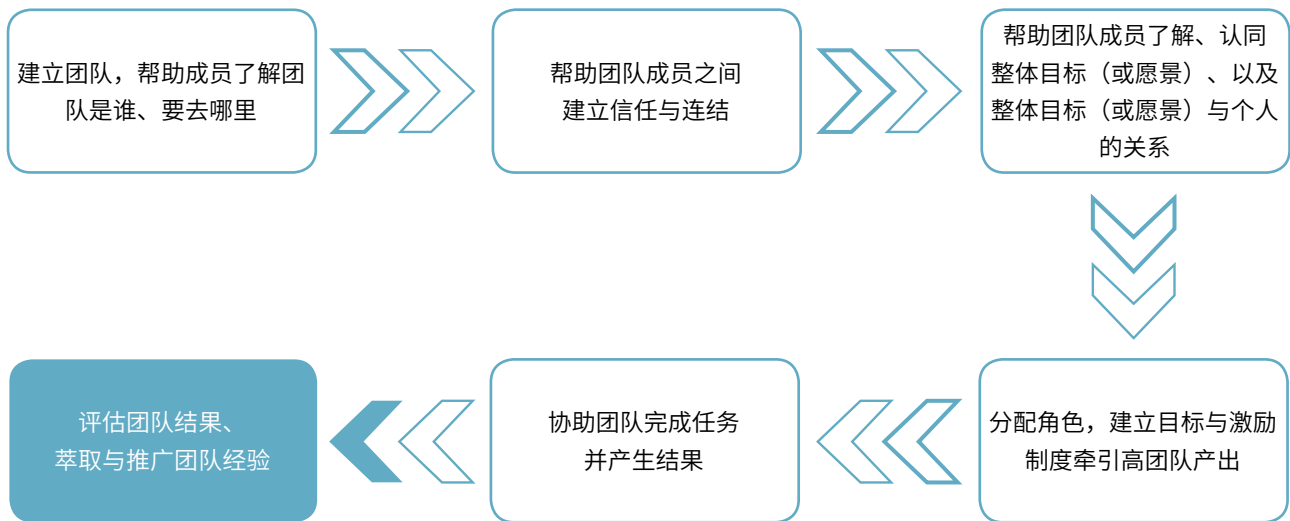 建立团队，帮助成员了解团
队是谁、要去哪里
帮助团队成员之间
建立信任与连结
帮助团队成员了解、认同
整体目标（或愿景）、以及
整体目标（或愿景）与个人
的关系
分配角色，建立目标与激励
制度牵引高团队产出
协助团队完成任务
并产生结果
评估团队结果、
萃取与推广团队经验